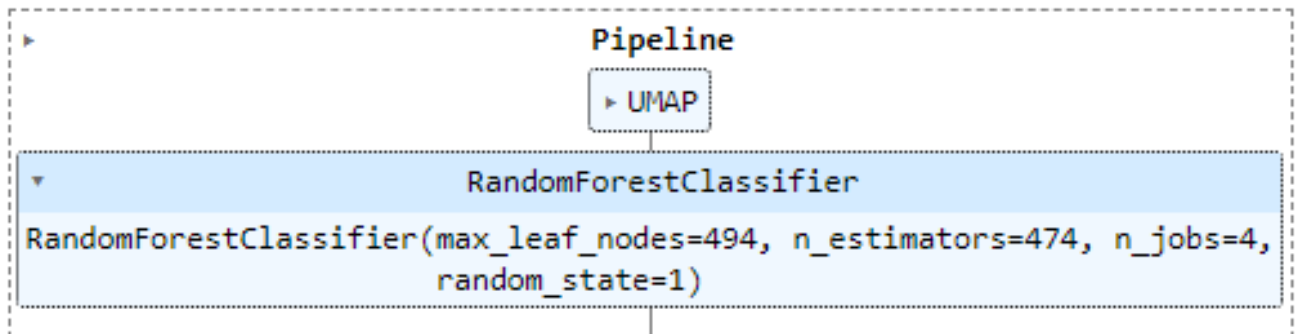 Pipeline
UMAP
RandomForestClassifier
RandomForestClassifier(max_leaf_nodes=494, n_estimators=474, n_jobs=4,
random_state=1)